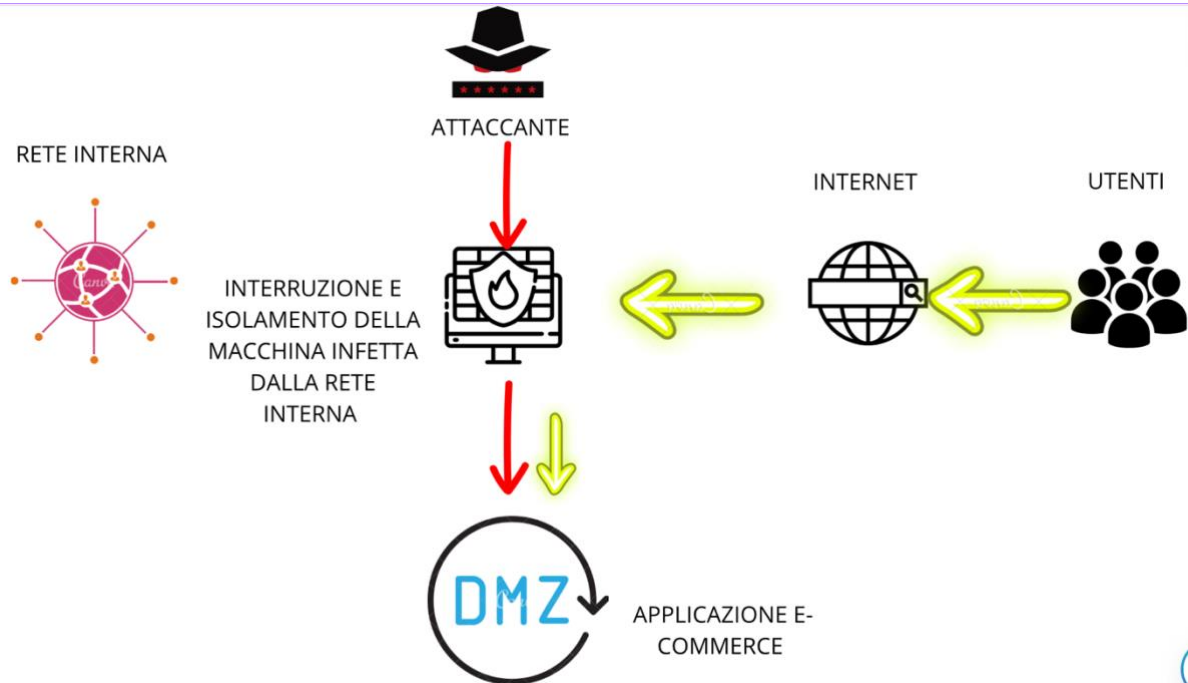 ATTACCANTE
RETE INTERNA
INTERNET
UTENTI
INTERRUZIONE E
ISOLAMENTO DELLA
MACCHINA INFETTA
DALLA RETE
INTERNA
DMZ
APPLICAZIONE E-
COMMERCE